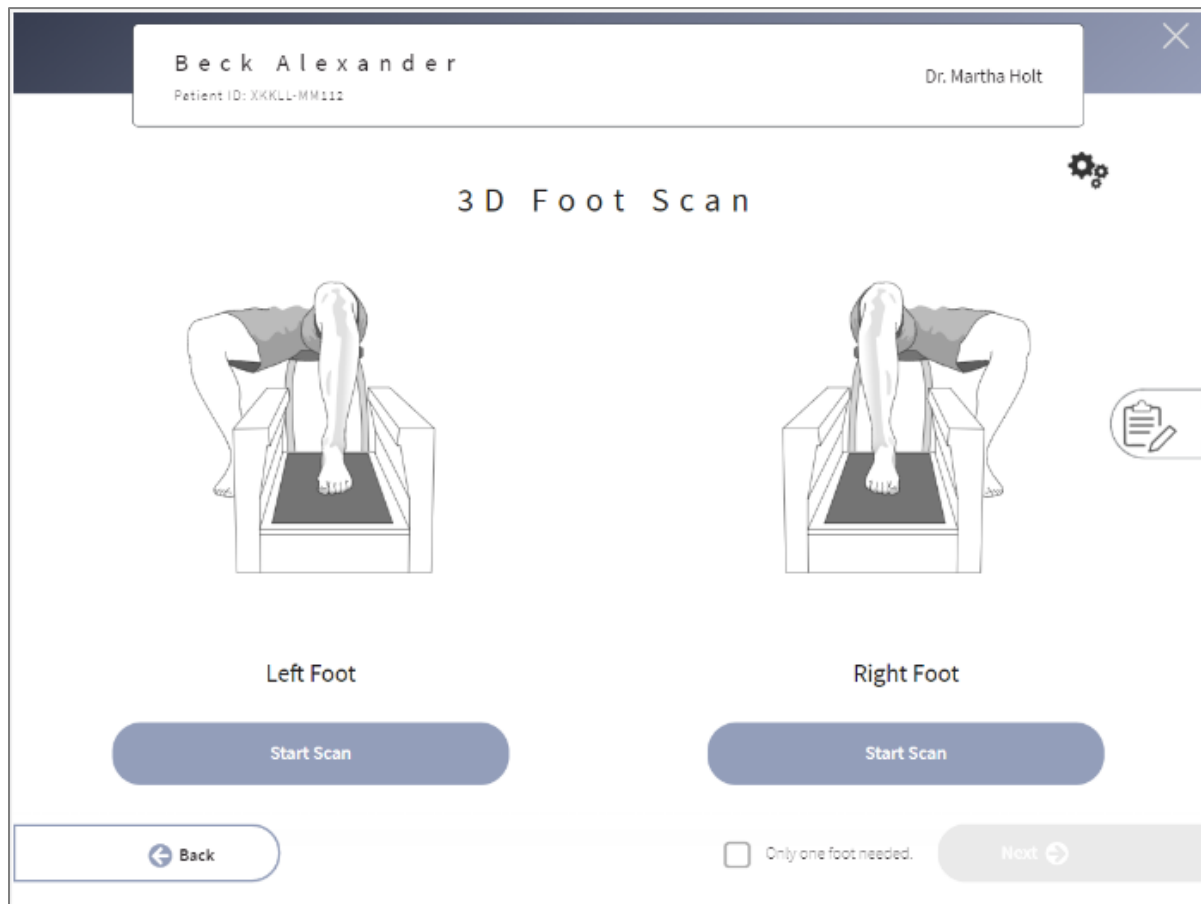 Beck Alexander
Dr. Martha Holt
Patient ID: XKKLL-MM112
3D Foot Scan
Left Foot
Right Foot
Start Scan
Start Scan
Back
Only one foot needed.
Next